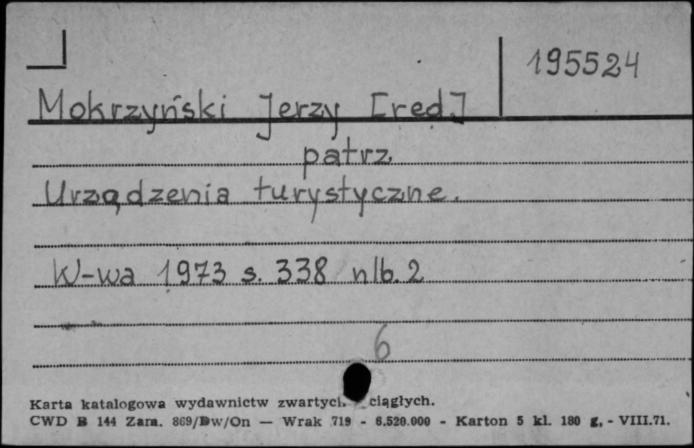 195524
Mokrzyński Jerzy [red.]
patrz
Urządzenia turystyczne.
W-wa 1973 s. 338 nlb. 2
6
Karta katalogowa wydawnictw zwartych ciągłych.
CWD B 144 Zam. 869/Dw/On — Wrak 719 - 6.520.000 - Karton 5 kl. 180 g, - VIII.71.